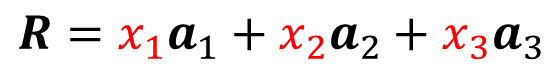 𝑹 = 𝑥₁𝒂₁ + 𝑥₂𝒂₂ + 𝑥₃𝒂₃